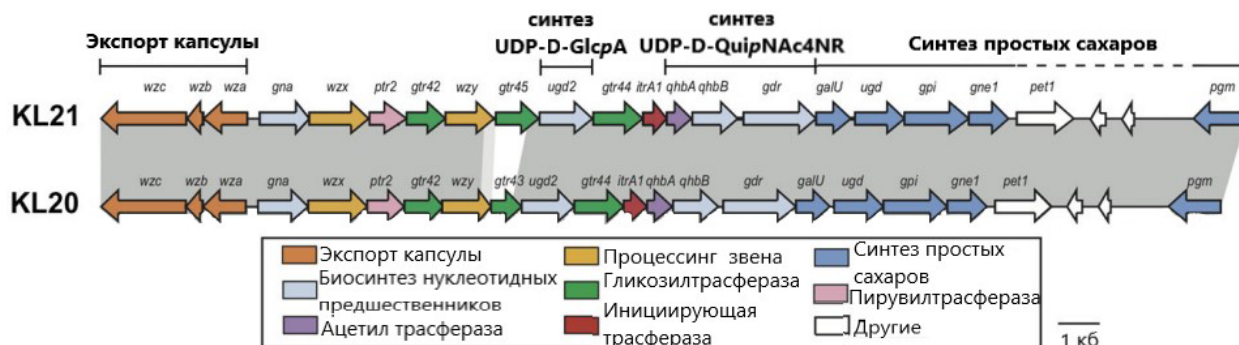 Экспорт капсулы
синтез
UDP-D-GlcpA
синтез
UDP-D-QuipNAc4NR
Синтез простых сахаров
wzc wzb wza gna wzx ptr2 gtr42 wzy gtr45 ugd2 gtr44 itrA1 qhbA qhbB gdr galU ugd gpi gne1 pet1 pgm
KL21
wzc wzb wza gna wzx ptr2 gtr42 wzy gtr43 ugd2 gtr44 itrA1 qhbA qhbB gdr galU ugd gpi gne1 pet1 pgm
KL20
Экспорт капсулы
Биосинтез нуклеотидных
предшественников
Ацетил трасфераза
Процессинг звена
Гликозилтрасфераза
Инициирующая
трасфераза
Синтез простых
сахаров
Пирувилтрасфераза
Другие
1 кб